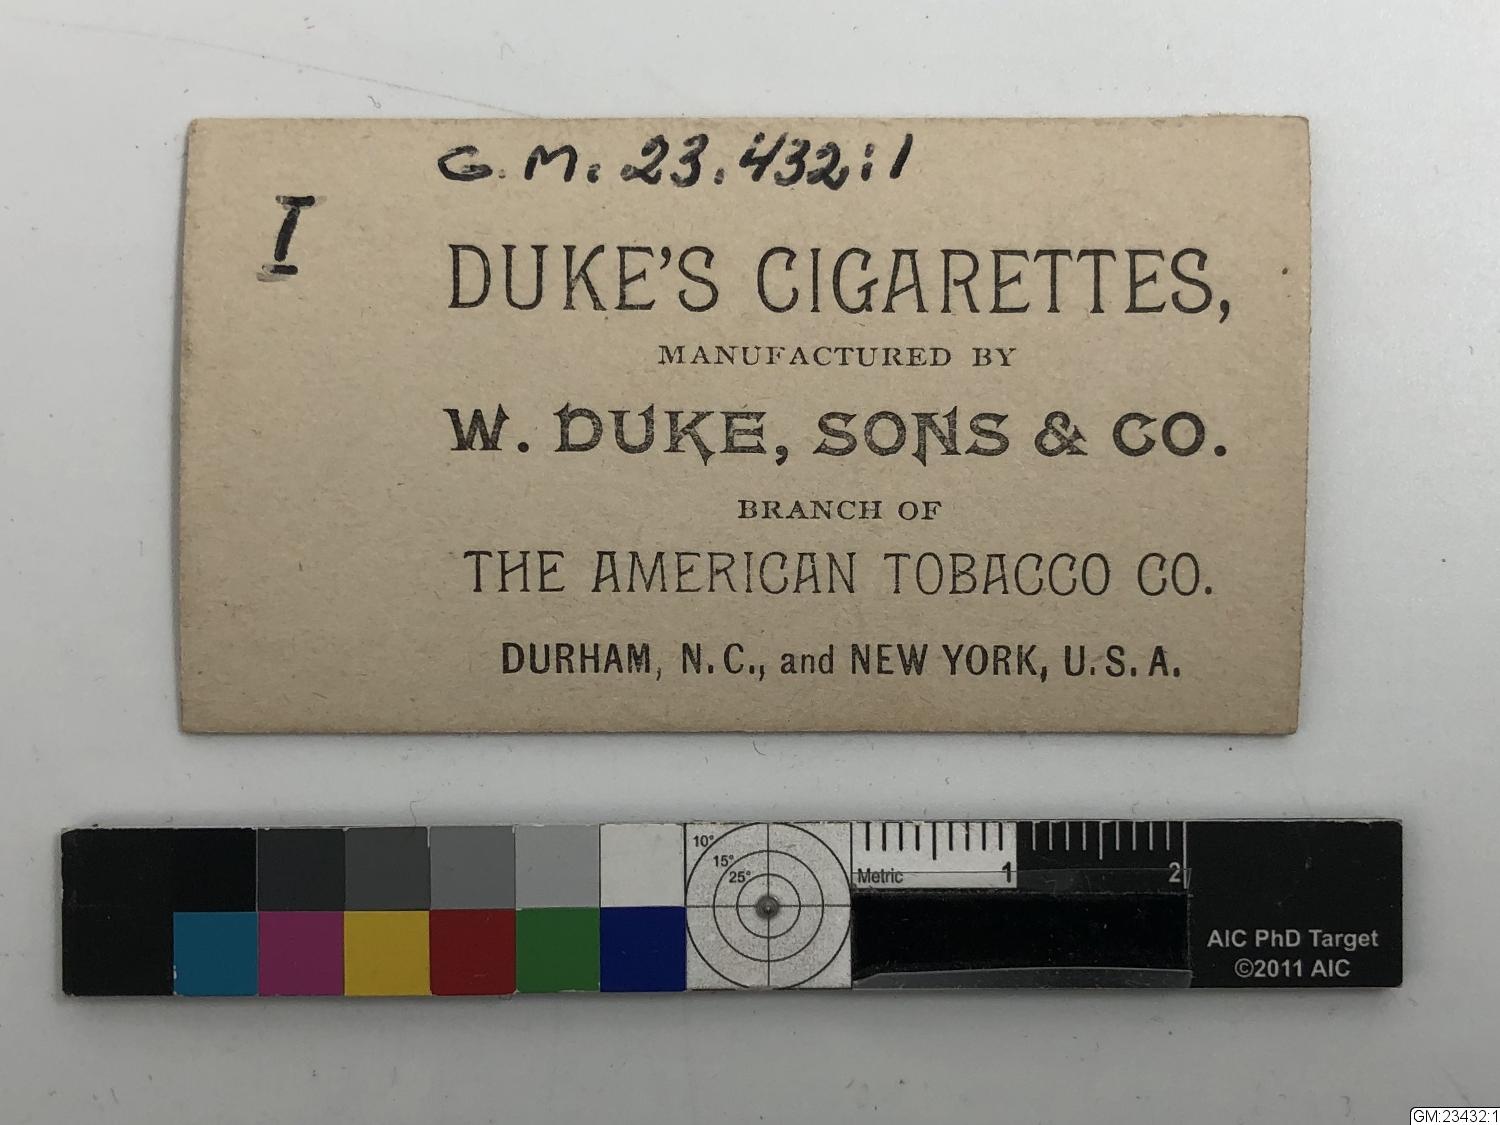 G. M. 23.432:1
I
DUKE'S CIGARETTES,
MANUFACTURED BY
W. DUKE, SONS & CO.
BRANCH OF
THE AMERICAN TOBACCO CO.
DURHAM, N. C., and NEW YORK, U. S. A.
10°
15°
25°
Metric 1 2
AIC PhD Target
©2011 AIC
GM:23432:1